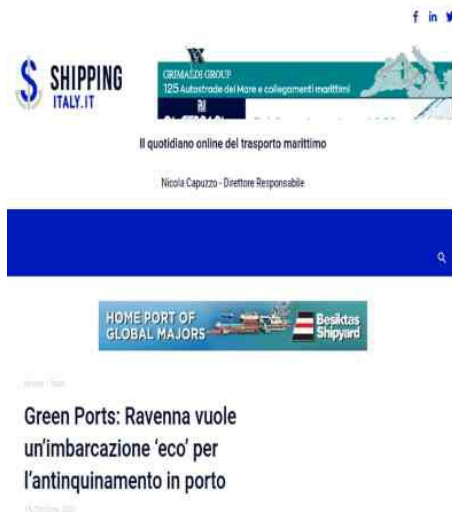 f in
SHIPPING
ITALY.IT
GRIMALDI GROUP
125 Autostrade del Mare e collegamenti marittimi
Il quotidiano online del trasporto marittimo
Nicola Capuzzo - Direttore Responsabile
HOME PORT OF
GLOBAL MAJORS
Besiktas
Shipyard
Green Ports: Ravenna vuole
un'imbarcazione 'eco' per
l'antinquinamento in porto